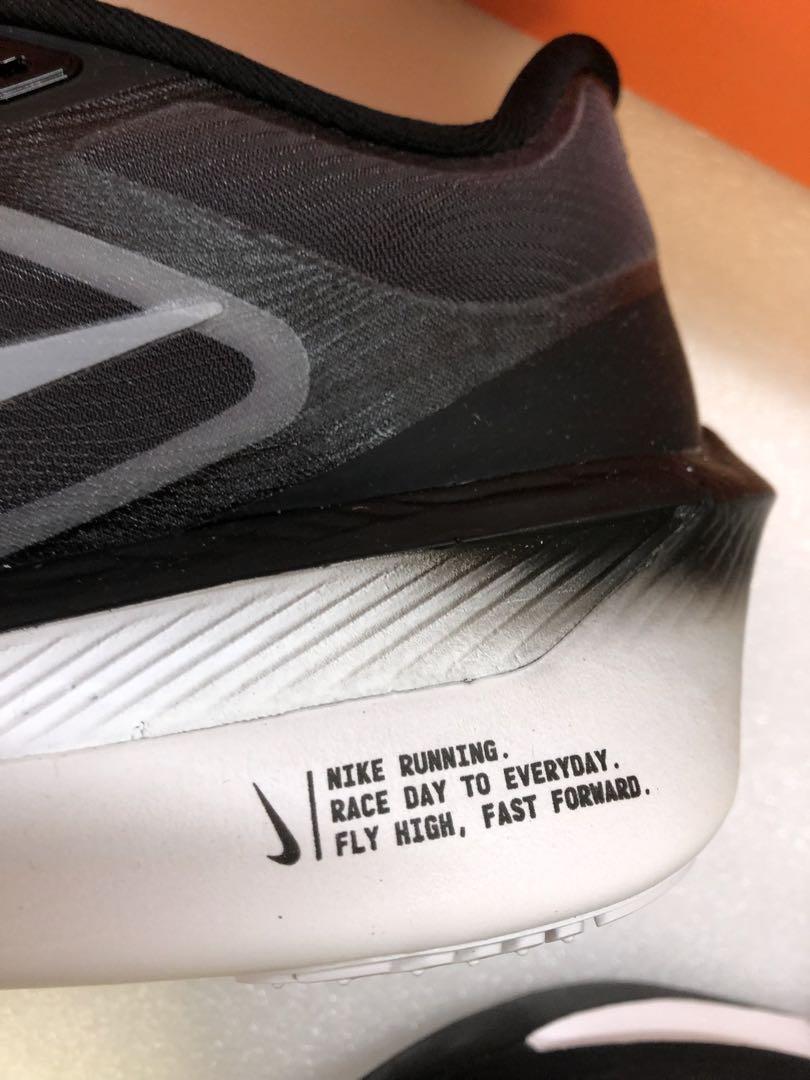 NIKE RUNNING.
RACE DAY TO EVERYDAY.
FLY HIGH, FAST FORWARD.